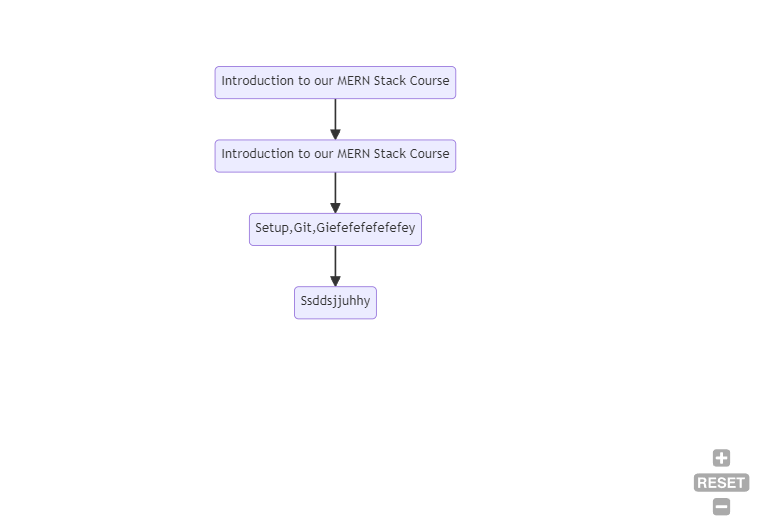 Introduction to our MERN Stack Course
Introduction to our MERN Stack Course
Setup,Git,Giefefefefefefey
Ssddsjjuhhy
RESET